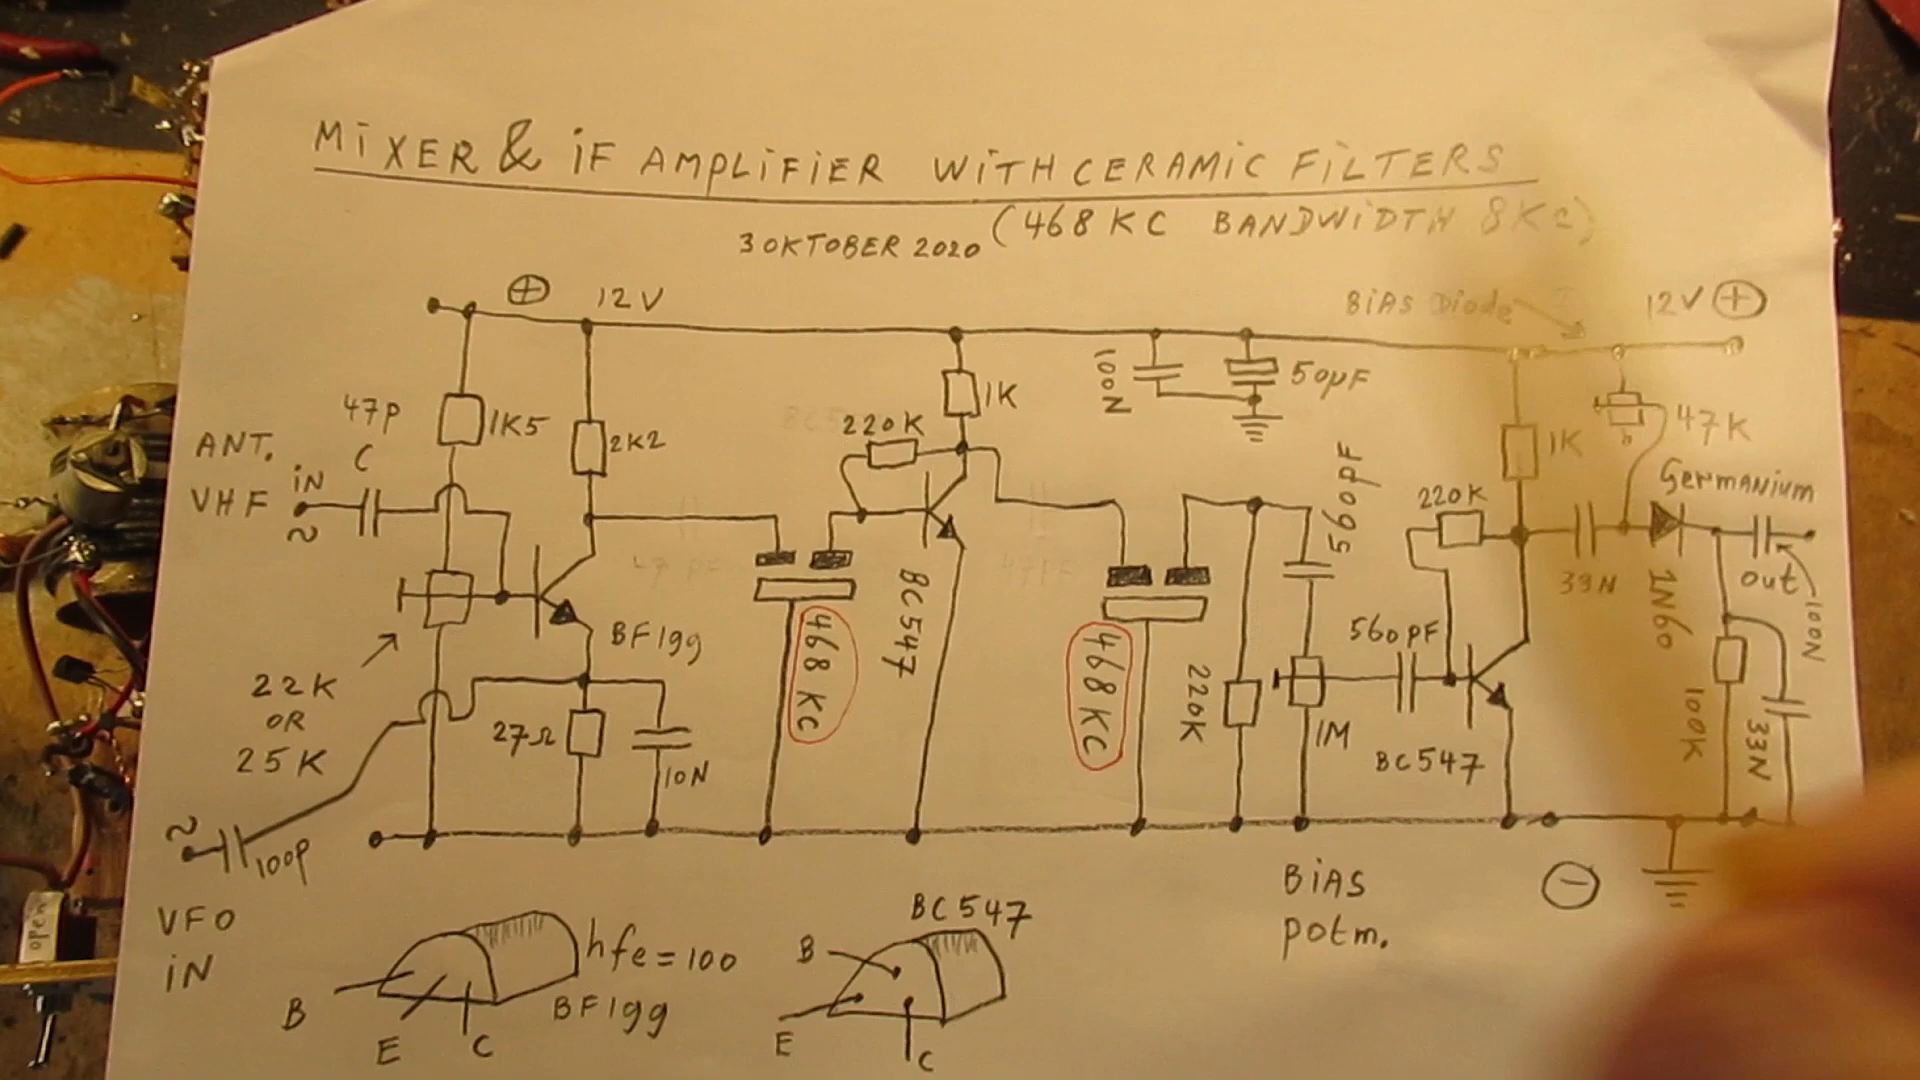 MiXER & iF AMPLiFiER WiTH CERAMIC FiLTERS
(468 KC BANDWiDTH 8Kc)
3 OKTOBER 2020
⊕ 12V
BiAS Diode
12V ⊕
47p
C
1K5
2K2
ANT.
iN
VHF
~
22K
OR
25K
BF199
27Ω
10N
~
100p
VFO
iN
468 KC
220K
1K
BC547
100N
50µF
468 KC
220K
590pF
1M
560pF
220K
1K
BC547
33N
47K
Germanium
1N60
out
100N
100K
33N
BiAS
potm.
⊖
hfe=100
BF199
B
E
C
BC547
B
E
C
open